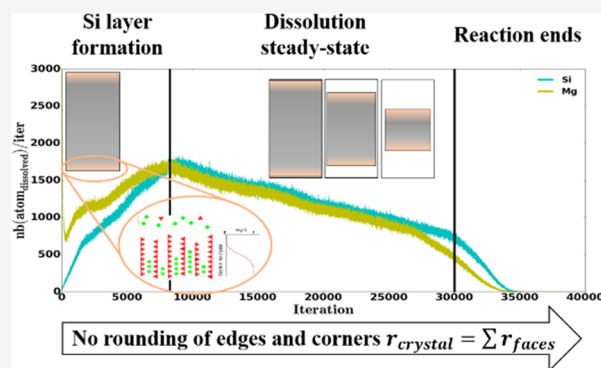 Si layer
formation
Dissolution
steady-state
Reaction ends
3000
2500
2000
1500
1000
500
0
nb(atom_dissolved)/iter
Si
Mg
0
5000
10000
15000
20000
25000
30000
35000
40000
Iteration
No rounding of edges and corners r_crystal = ∑ r_faces